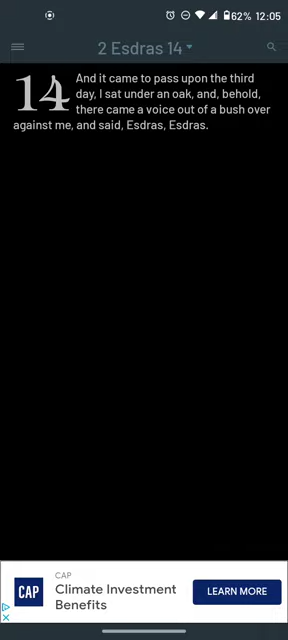 62% 12:05
2 Esdras 14
14 And it came to pass upon the third
day, I sat under an oak, and, behold,
there came a voice out of a bush over
against me, and said, Esdras, Esdras.
CAP
CAP
Climate Investment
Benefits
LEARN MORE